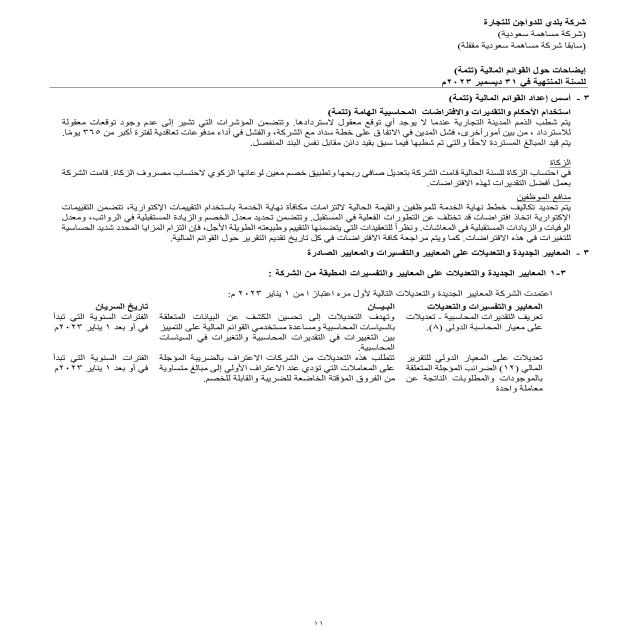 شركة بلدي للدواجن للتجارة
(شركة مساهمة سعودية)
(سابقا شركة مساهمة سعودية مقفلة)
إيضاحات حول القوائم المالية (تتمة)
للسنة المنتهية في ٣١ ديسمبر ٢٠٢٣م
٣ - أسس إعداد القوائم المالية (تتمة)
استخدام الأحكام والتقديرات والافتراضات المحاسبية الهامة (تتمة)
يتم شطب الذمم المدينة التجارية عندما لا يوجد أي توقع معقول لاستردادها. وتتضمن المؤشرات التي تشير إلى عدم وجود توقعات معقولة
للاسترداد ، من بين أمور أخرى، فشل المدين في الاتفاق على خطة سداد مع الشركة، والفشل في أداء مدفوعات تعاقدية لفترة أكبر من ٣٦٥ يومًا.
يتم قيد المبالغ المستردة لاحقًا والتي تم شطبها فيما سبق بقيد دائن مقابل نفس البند المنفصل.
الزكاة
في احتساب الزكاة للسنة الحالية قامت الشركة بتعديل صافي ربحها وتطبيق خصم معين لوعائها الزكوي لاحتساب مصروف الزكاة. قامت الشركة
بعمل أفضل التقديرات لهذه الافتراضات.
منافع الموظفين
يتم تحديد تكاليف خطط نهاية الخدمة للموظفين والقيمة الحالية لالتزامات مكافأة نهاية الخدمة باستخدام التقييمات الإكتوارية، تتضمن التقييمات
الإكتوارية اتخاذ افتراضات قد تختلف عن التطورات الفعلية في المستقبل. وتتضمن تحديد معدل الخصم والزيادة المستقبلية في الرواتب، ومعدل
الوفيات والزيادات المستقبلية في المعاشات. ونظراً للتعقيدات التي يتضمنها التقييم وطبيعته الطويلة الأجل، فإن التزام المزايا المحدد شديد الحساسية
للتغيرات في هذه الافتراضات. كما ويتم مراجعة كافة الافتراضات في كل تاريخ تقديم التقرير حول القوائم المالية.
٣ - المعايير الجديدة والتعديلات على المعايير والتفسيرات والمعايير الصادرة
٣-١ المعايير الجديدة والتعديلات على المعايير والتفسيرات المطبقة من الشركة :
اعتمدت الشركة المعايير الجديدة والتعديلات التالية لأول مره اعتبارًا من ١ يناير ٢٠٢٣ م:
المعايير والتفسيرات والتعديلات البيـــان تاريخ السريان
تعريف التقديرات المحاسبية - تعديلات وتهدف التعديلات إلى تحسين الكشف عن البيانات المتعلقة الفترات السنوية التي تبدأ
على معيار المحاسبة الدولي (٨). بالسياسات المحاسبية ومساعدة مستخدمي القوائم المالية على التمييز في أو بعد ١ يناير ٢٠٢٣م
بين التغييرات في التقديرات المحاسبية والتغيرات في السياسات
المحاسبية.
تعديلات على المعيار الدولي للتقرير تتطلب هذه التعديلات من الشركات الاعتراف بالضريبة المؤجلة الفترات السنوية التي تبدأ
المالي (١٢) الضرائب المؤجلة المتعلقة على المعاملات التي تؤدي عند الاعتراف الأولي إلى مبالغ متساوية في أو بعد ١ يناير ٢٠٢٣م
بالموجودات والمطلوبات الناتجة عن من الفروق المؤقتة الخاضعة للضريبة والقابلة للخصم.
معاملة واحدة
١١